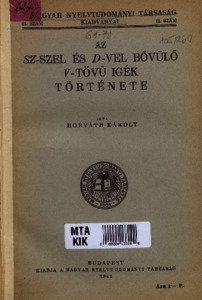 MAGYAR NYELVTUDOMÁNYI TÁRSASÁG
KIADVÁNYAI
AZ
SZ-SZEL ÉS D-VEL BŐVÜLŐ
V-TÖVŰ IGÉK
TÖRTÉNETE
ÍRTA
HORVÁTH KÁROLY
MTA
KIK
BUDAPEST
KIADJA A MAGYAR NYELVTUDOMÁNYI TÁRSASÁG
1941